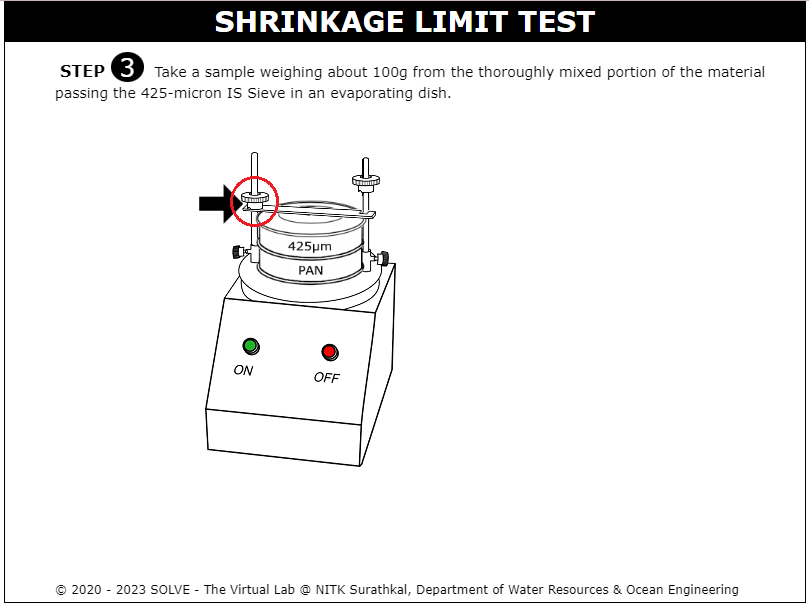 SHRINKAGE LIMIT TEST
STEP 3 Take a sample weighing about 100g from the thoroughly mixed portion of the material
passing the 425-micron IS Sieve in an evaporating dish.
425μm
PAN
ON
OFF
© 2020 - 2023 SOLVE - The Virtual Lab @ NITK Surathkal, Department of Water Resources & Ocean Engineering